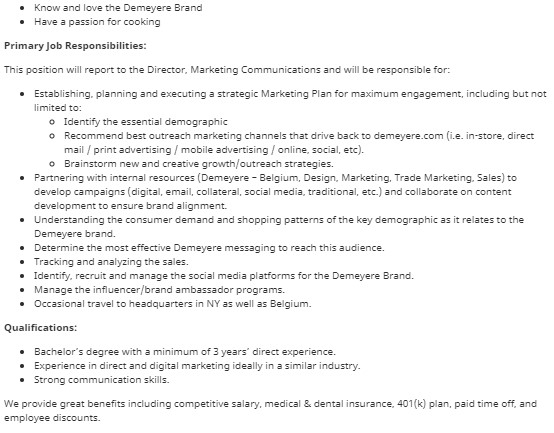 • Know and love the Demeyere Brand
• Have a passion for cooking
Primary Job Responsibilities:
This position will report to the Director, Marketing Communications and will be responsible for:
• Establishing, planning and executing a strategic Marketing Plan for maximum engagement, including but not
limited to:
o Identify the essential demographic
o Recommend best outreach marketing channels that drive back to demeyere.com (i.e. in-store, direct
mail / print advertising / mobile advertising / online, social, etc).
o Brainstorm new and creative growth/outreach strategies.
• Partnering with internal resources (Demeyere – Belgium, Design, Marketing, Trade Marketing, Sales) to
develop campaigns (digital, email, collateral, social media, traditional, etc.) and collaborate on content
development to ensure brand alignment.
• Understanding the consumer demand and shopping patterns of the key demographic as it relates to the
Demeyere brand.
• Determine the most effective Demeyere messaging to reach this audience.
• Tracking and analyzing the sales.
• Identify, recruit and manage the social media platforms for the Demeyere Brand.
• Manage the influencer/brand ambassador programs.
• Occasional travel to headquarters in NY as well as Belgium.
Qualifications:
• Bachelor's degree with a minimum of 3 years' direct experience.
• Experience in direct and digital marketing ideally in a similar industry.
• Strong communication skills.
We provide great benefits including competitive salary, medical & dental insurance, 401(k) plan, paid time off, and
employee discounts.